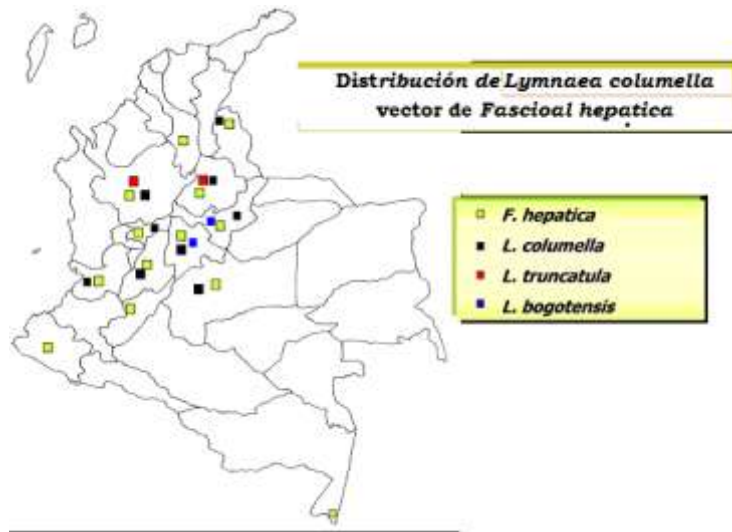 Distribución de Lymnaea columella
vector de Fascioal hepatica
F. hepatica
L. columella
L. truncatula
L. bogotensis